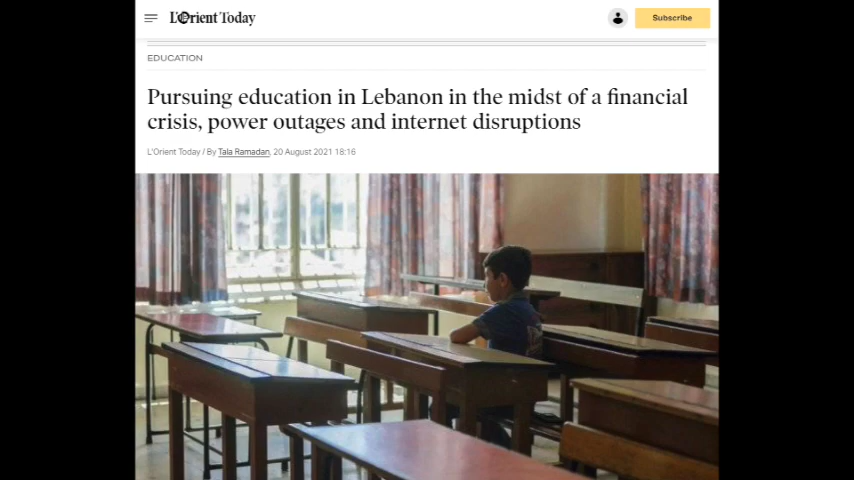 L'Orient Today
Subscribe
EDUCATION
Pursuing education in Lebanon in the midst of a financial
crisis, power outages and internet disruptions
L'Orient Today / By Tala Ramadan, 20 August 2021 18:16